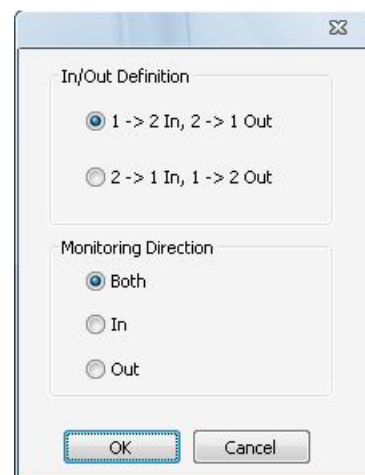 In/Out Definition
1 -> 2 In, 2 -> 1 Out
2 -> 1 In, 1 -> 2 Out
Monitoring Direction
Both
In
Out
OK Cancel